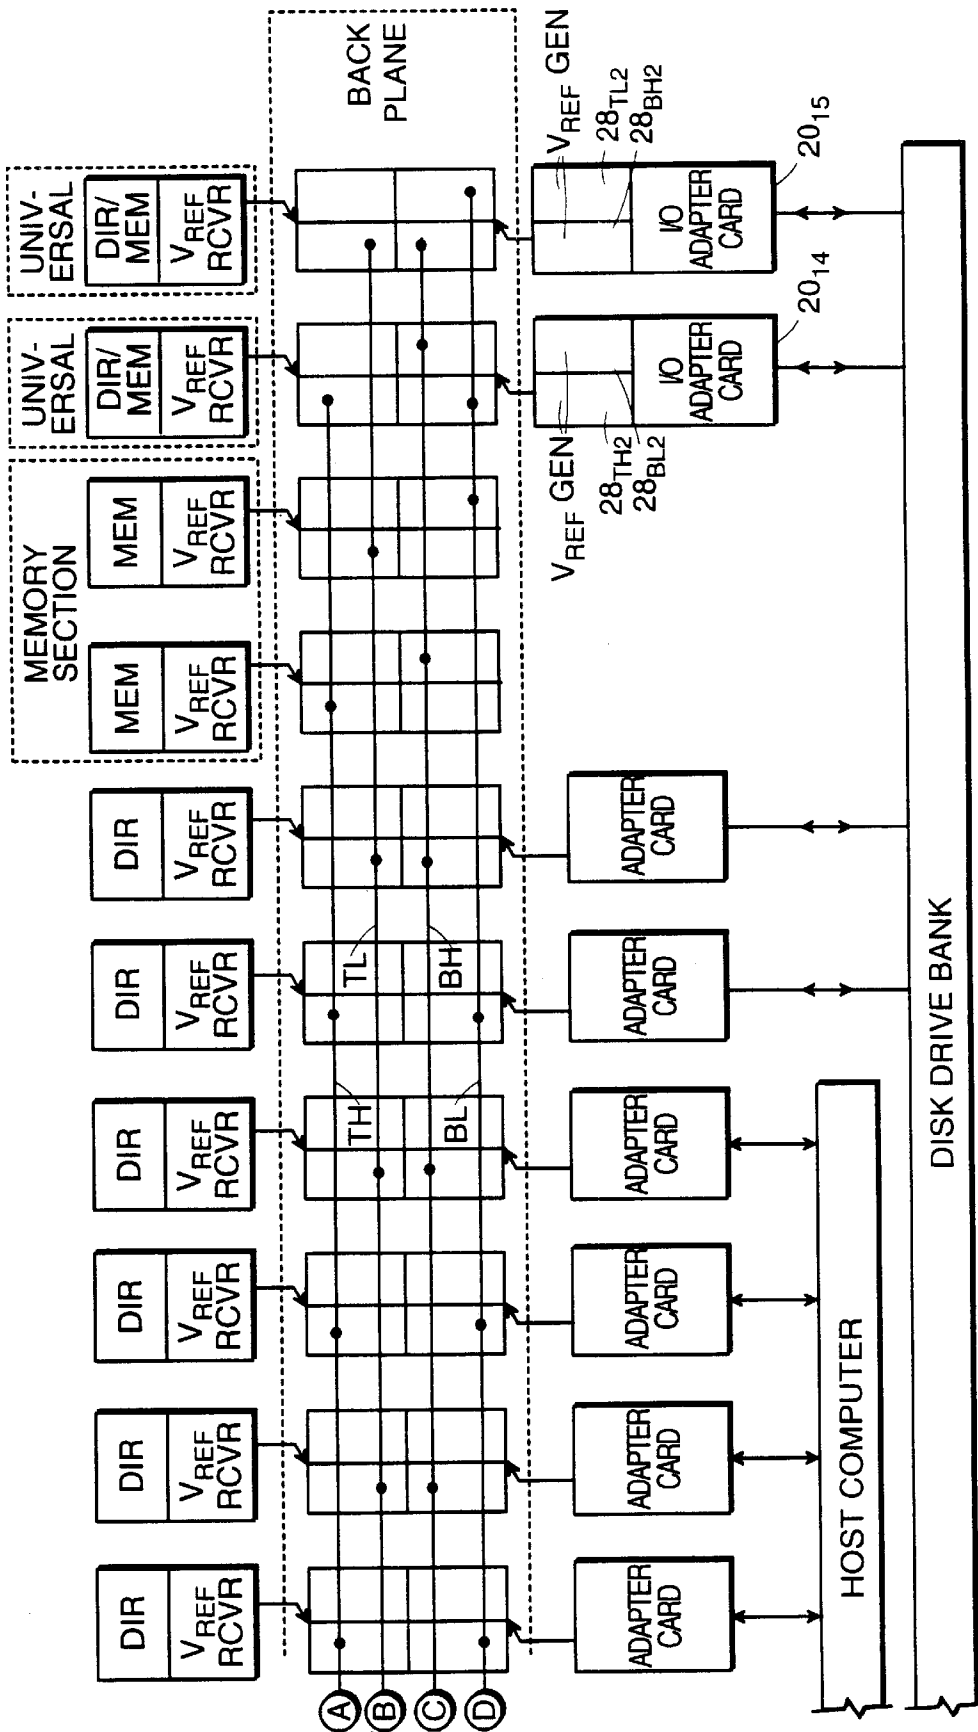 DIR
V_REF
RCVR
DIR
V_REF
RCVR
DIR
V_REF
RCVR
DIR
V_REF
RCVR
DIR
V_REF
RCVR
DIR
V_REF
RCVR
MEMORY
SECTION
MEM
V_REF
RCVR
MEM
V_REF
RCVR
UNIV-
ERSAL
DIR/
MEM
V_REF
RCVR
UNIV-
ERSAL
DIR/
MEM
V_REF
RCVR
A
B
C
D
TH
TL
BL
BH
BACK
PLANE
ADAPTER
CARD
ADAPTER
CARD
ADAPTER
CARD
ADAPTER
CARD
ADAPTER
CARD
ADAPTER
CARD
V_REF GEN
28_TH2
28_BL2
I/O
ADAPTER
CARD
20_14
V_REF GEN
28_TL2
28_BH2
I/O
ADAPTER
CARD
20_15
HOST COMPUTER
DISK DRIVE BANK